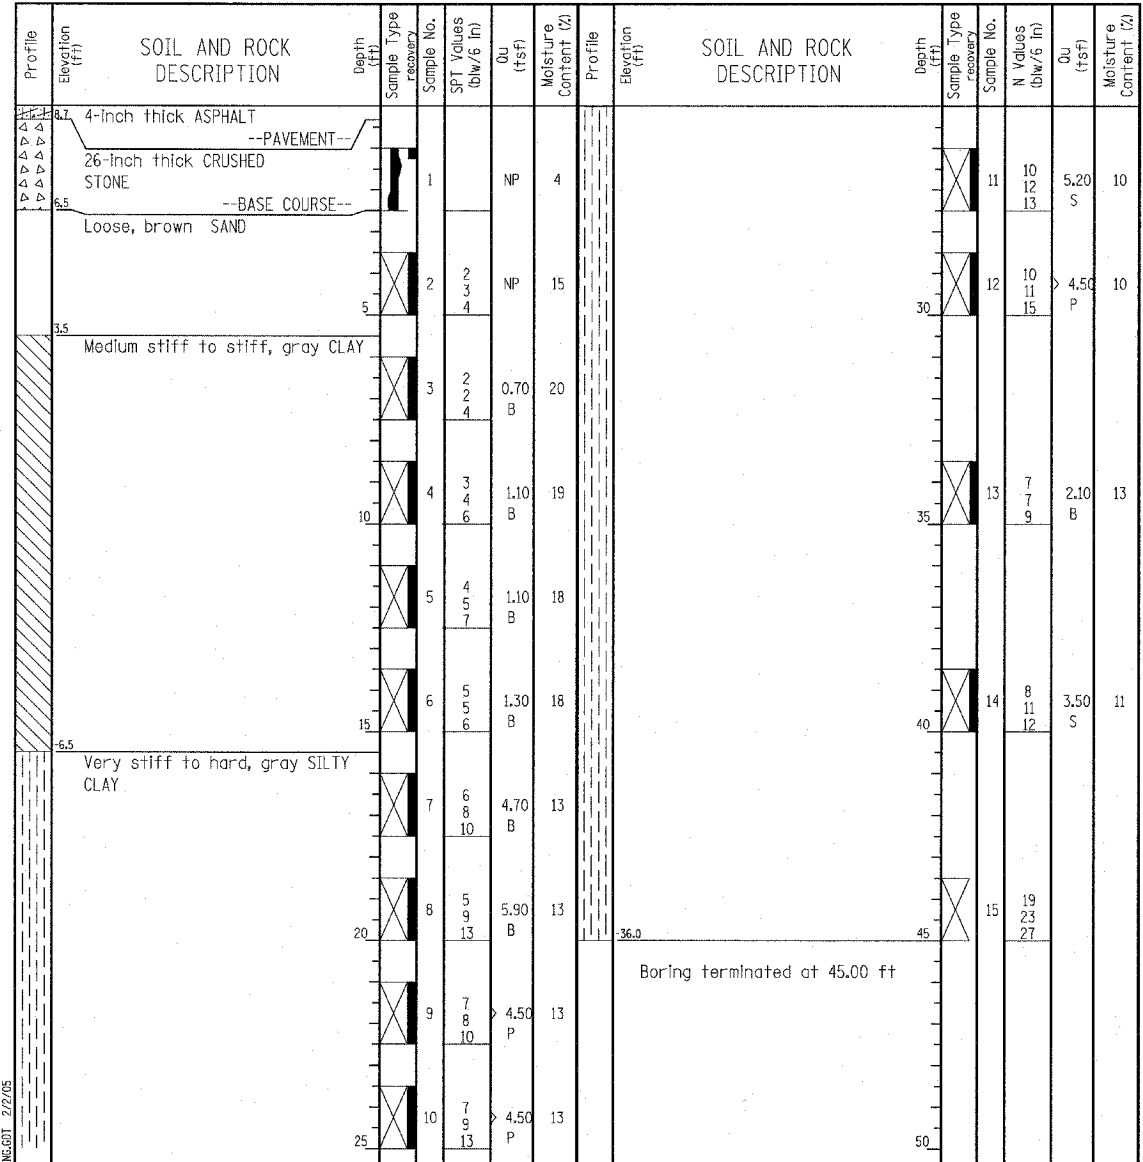 Profile
Elevation (ft)
SOIL AND ROCK
DESCRIPTION
Depth (ft)
Sample Type
recovery
Sample No.
SPT Values (blw/6 in)
Qu (tsf)
Moisture Content (%)
Profile
Elevation (ft)
SOIL AND ROCK
DESCRIPTION
Depth (ft)
Sample Type
recovery
Sample No.
N Values (blw/6 in)
Qu (tsf)
Moisture Content (%)
8.7 4-inch thick ASPHALT
--PAVEMENT--
26-inch thick CRUSHED
STONE
1 NP 4
--BASE COURSE--
6.5
Loose, brown SAND
2 2 3 4 NP 15
5
3.5
Medium stiff to stiff, gray CLAY
3 2 2 4 0.70 B 20
4 3 4 6 1.10 B 19
10
5 4 5 7 1.10 B 18
6 5 5 6 1.30 B 18
15
-6.5
Very stiff to hard, gray SILTY
CLAY
7 6 8 10 4.70 B 13
8 5 9 13 5.90 B 13
20
9 7 8 10 > 4.50 P 13
10 7 9 13 > 4.50 P 13
25
11 10 12 13 5.20 S 10
12 10 11 15 > 4.50 P 10
30
13 7 7 9 2.10 B 13
35
14 8 11 12 3.50 S 11
40
15 19 23 27
45
-36.0
Boring terminated at 45.00 ft
50
NG.GDT 2/2/05